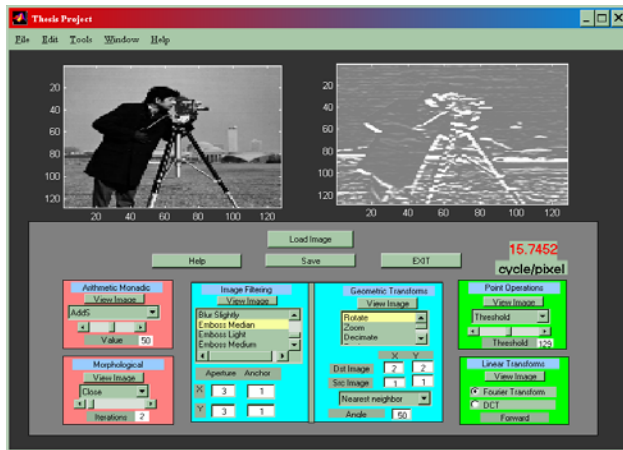 Thesis Project
File Edit Tools Window Help
20
40
60
80
100
120
20 40 60 80 100 120
20
40
60
80
100
120
20 40 60 80 100 120
Load Image
Help Save EXIT
15.7452
cycle/pixel
Arithmetic Monadic
View Image
AddS
Value 50
Morphological
View Image
Close
Iterations 2
Image Filtering
View Image
Blur Slightly
Emboss Median
Emboss Light
Emboss Medium
Aperture Anchor
X 3 1
Y 3 1
Geometric Transforms
View Image
Rotate
Zoom
Decimate
X Y
Dst Image 2 2
Src Image 1 1
Nearest neighbor
Angle 50
Point Operations
View Image
Threshold
Threshold 129
Linear Transforms
View Image
Fourier Transform
DCT
Forward